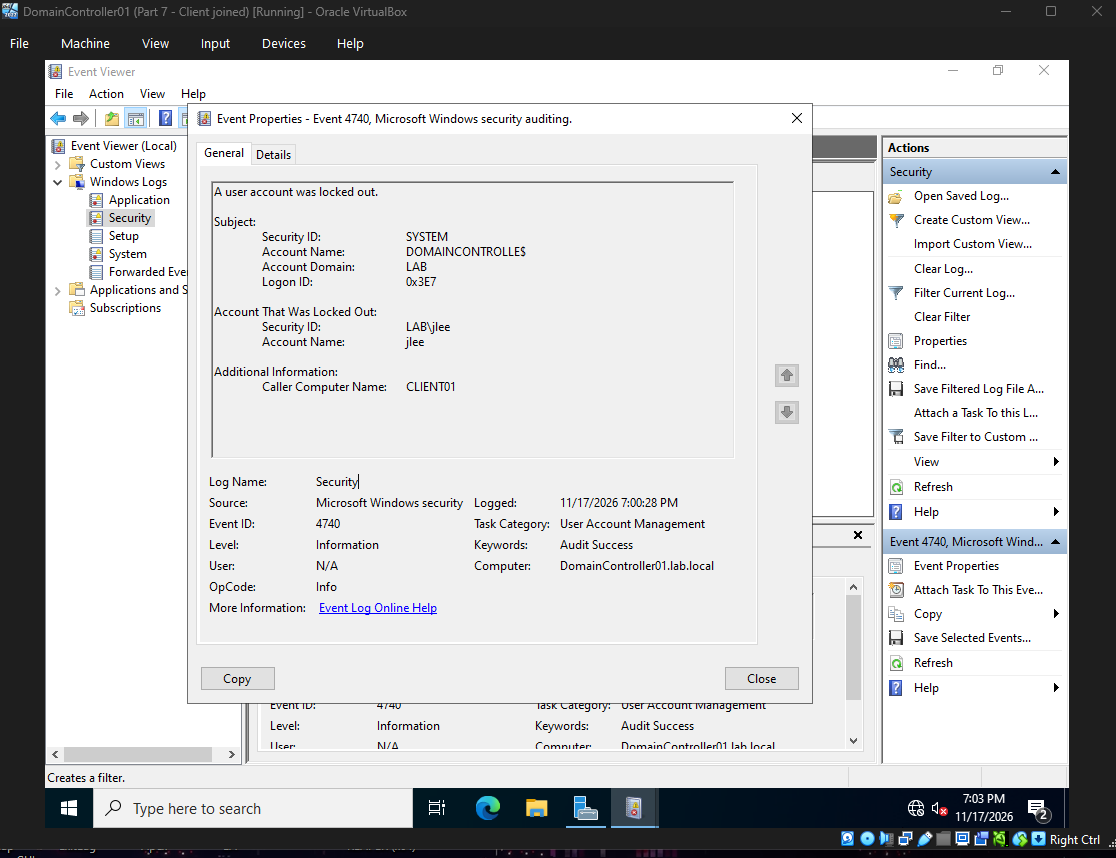 DomainController01 (Part 7 - Client joined) [Running] - Oracle VirtualBox
File Machine View Input Devices Help
Event Viewer
File Action View Help
Event Viewer (Local)
Custom Views
Windows Logs
Application
Security
Setup
System
Forwarded Eve
Applications and S
Subscriptions
Event Properties - Event 4740, Microsoft Windows security auditing.
General Details
A user account was locked out.
Subject:
Security ID: SYSTEM
Account Name: DOMAINCONTROLLE$
Account Domain: LAB
Logon ID: 0x3E7
Account That Was Locked Out:
Security ID: LAB\jlee
Account Name: jlee
Additional Information:
Caller Computer Name: CLIENT01
Log Name: Security
Source: Microsoft Windows security Logged: 11/17/2026 7:00:28 PM
Event ID: 4740 Task Category: User Account Management
Level: Information Keywords: Audit Success
User: N/A Computer: DomainController01.lab.local
OpCode: Info
More Information: Event Log Online Help
Copy Close
Event ID: 4740 Task Category: User Account Management
Level: Information Keywords: Audit Success
User: N/A Computer: DomainController01.lab.local
Actions
Security
Open Saved Log...
Create Custom View...
Import Custom View...
Clear Log...
Filter Current Log...
Clear Filter
Properties
Find...
Save Filtered Log File A...
Attach a Task To this L...
Save Filter to Custom ...
View
Refresh
Help
Event 4740, Microsoft Wind...
Event Properties
Attach Task To This Eve...
Copy
Save Selected Events...
Refresh
Help
Creates a filter.
Type here to search
7:03 PM
11/17/2026
2
Right Ctrl